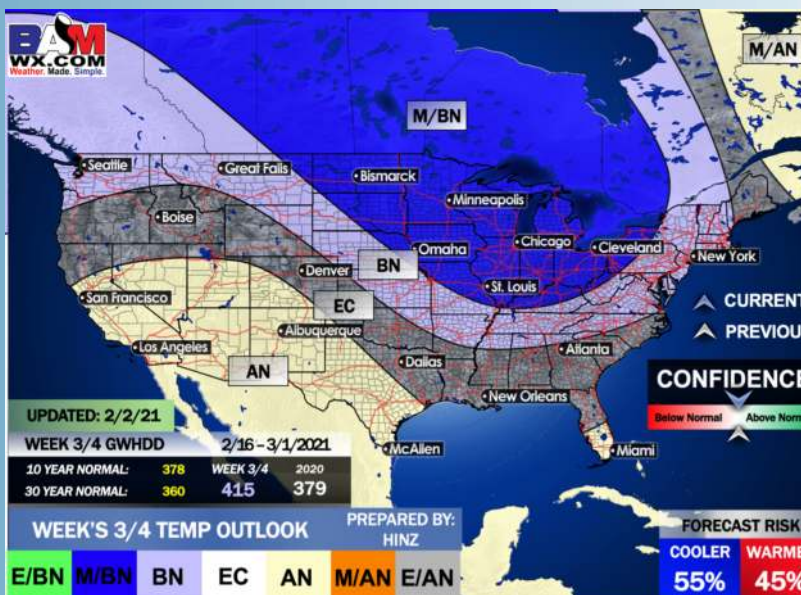 BAM
WX.COM
Weather. Made. Simple.
M/AN
M/BN
Seattle
Great Falls
Bismarck
Minneapolis
Boise
Omaha
Chicago
Cleveland
New York
BN
Denver
St. Louis
San Francisco
EC
CURRENT
Albuquerque
PREVIOU
Los Angeles
Dallas
Atlanta
AN
New Orleans
CONFIDENCE
Below Normal
Above Norm
UPDATED: 2/2/21
McAllen
Miami
WEEK 3/4 GWHDD 2/16 – 3/1/2021
10 YEAR NORMAL: 378 WEEK 3/4 2020
30 YEAR NORMAL: 360 415 379
WEEK'S 3/4 TEMP OUTLOOK
PREPARED BY:
HINZ
FORECAST RISK
COOLER WARME
55% 45%
E/BN M/BN BN EC AN M/AN E/AN